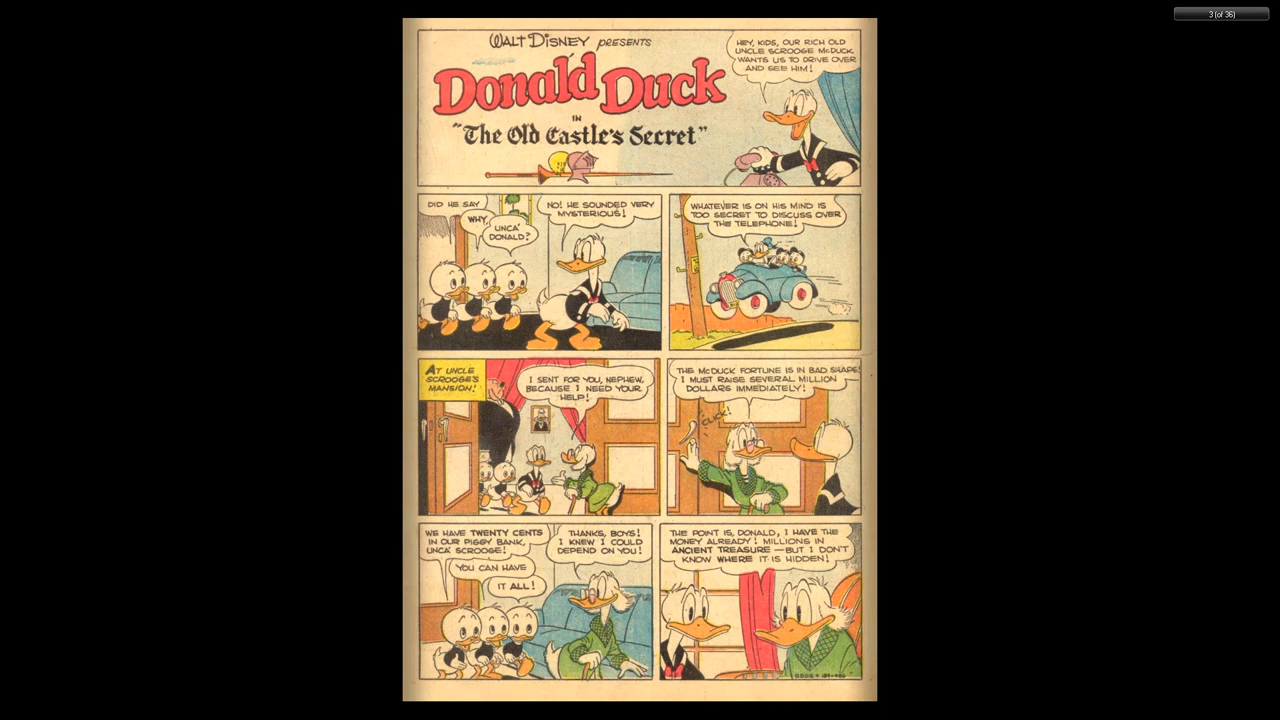 3 (of 36)
WALT DISNEY PRESENTS
Donald Duck
IN
"The Old Castle's Secret"
HEY, KIDS, OUR RICH OLD
UNCLE SCROOGE McDUCK
WANTS US TO DRIVE OVER
AND SEE HIM!
DID HE SAY
WHY,
UNCA'
DONALD?
NO! HE SOUNDED VERY
MYSTERIOUS!
WHATEVER IS ON HIS MIND IS
TOO SECRET TO DISCUSS OVER
THE TELEPHONE!
AT UNCLE
SCROOGE'S
MANSION!
I SENT FOR YOU, NEPHEW,
BECAUSE I NEED YOUR
HELP!
THE McDUCK FORTUNE IS IN BAD SHAPE!
I MUST RAISE SEVERAL MILLION
DOLLARS IMMEDIATELY!
CLICK!
WE HAVE TWENTY CENTS
IN OUR PIGGY BANK,
UNCA' SCROOGE!
YOU CAN HAVE
IT ALL!
THANKS, BOYS!
I KNEW I COULD
DEPEND ON YOU!
THE POINT IS, DONALD, I HAVE THE
MONEY ALREADY! MILLIONS IN
ANCIENT TREASURE—BUT I DON'T
KNOW WHERE IT IS HIDDEN!